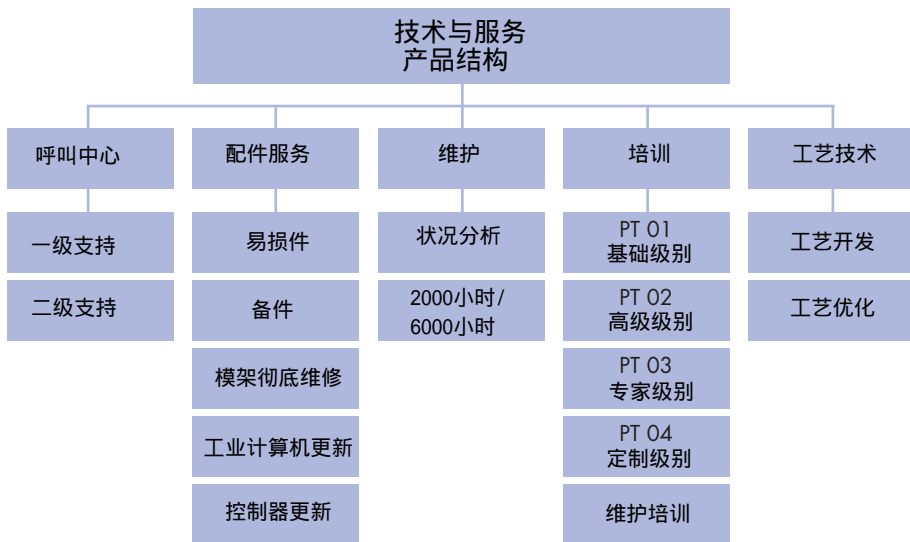 技术与服务
产品结构
呼叫中心
配件服务
维护
培训
工艺技术
一级支持
易损件
状况分析
PT 01
基础级别
工艺开发
二级支持
备件
2000小时/
6000小时
PT 02
高级级别
工艺优化
模架彻底维修
PT 03
专家级别
工业计算机更新
PT 04
定制级别
控制器更新
维护培训